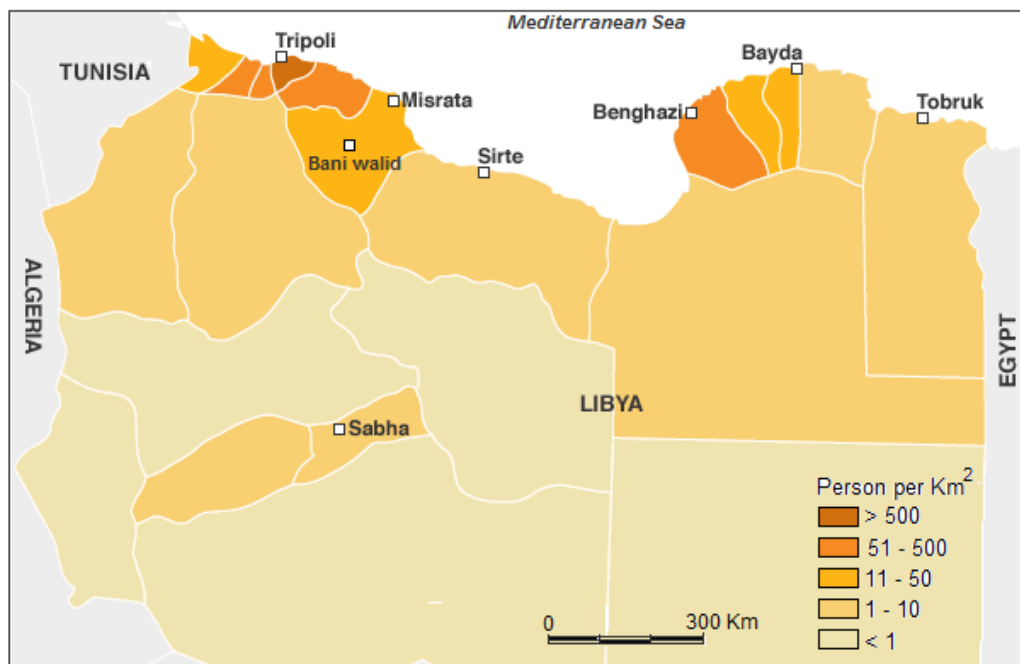 Mediterranean Sea
Tripoli
TUNISIA
Bayda
Misrata
Benghazi
Tobruk
Bani walid
Sirte
ALGERIA
EGYPT
LIBYA
Sabha
Person per Km²
> 500
51 - 500
11 - 50
1 - 10
< 1
0 300 Km